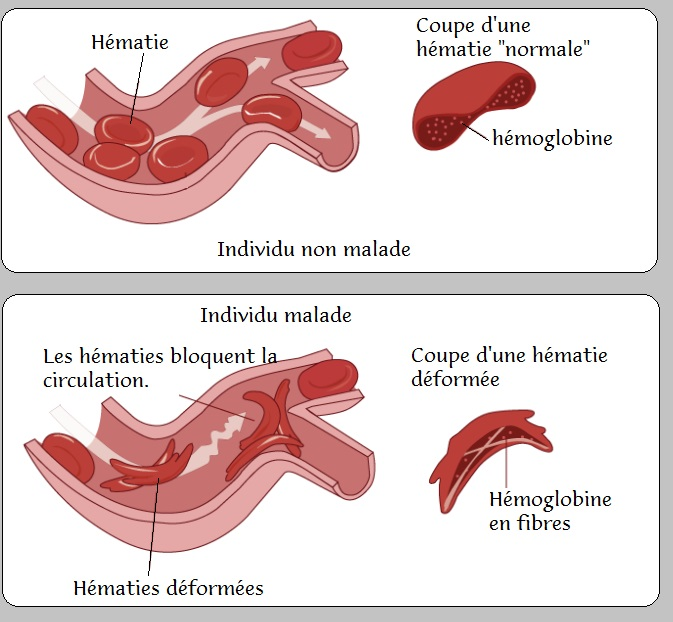 Coupe d'une
hématie "normale"
Hématie
hémoglobine
Individu non malade
Individu malade
Les hématies bloquent la
circulation.
Coupe d'une hématie
déformée
Hémoglobine
en fibres
Hématies déformées